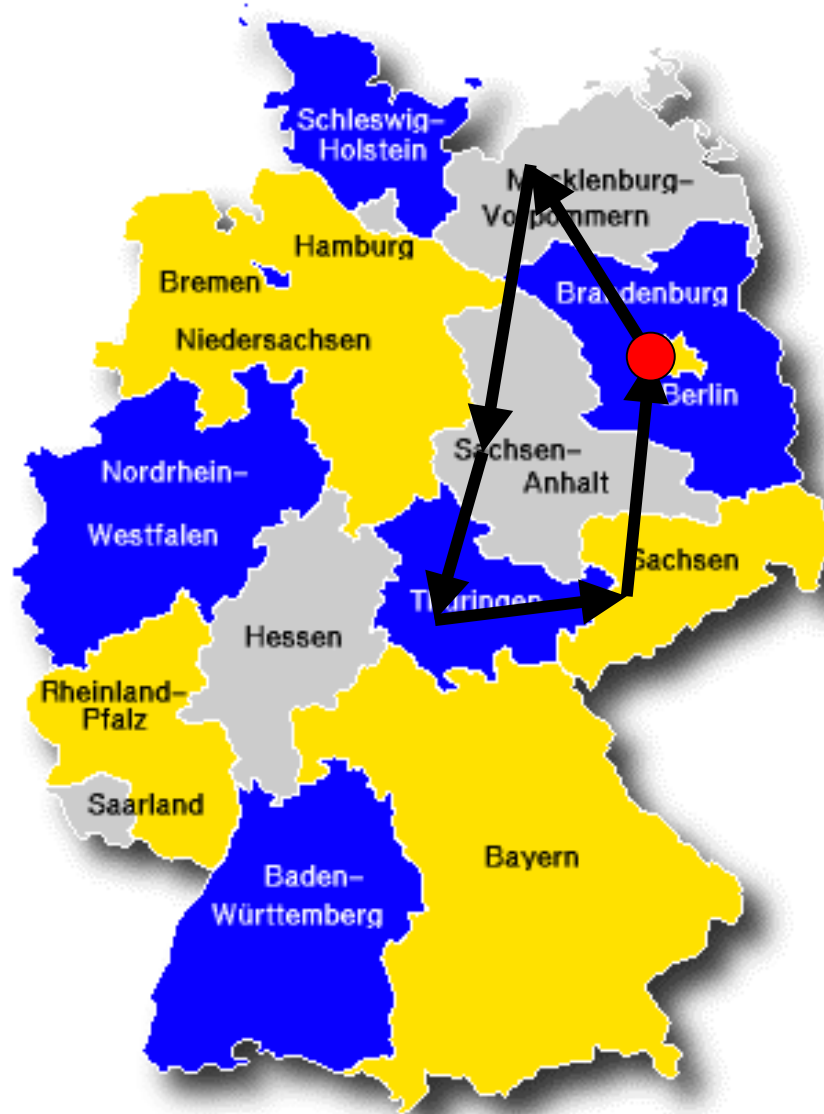 Schleswig-
Holstein
Mecklenburg-
Vorpommern
Hamburg
Bremen
Brandenburg
Niedersachsen
Berlin
Sachsen-
Anhalt
Nordrhein-
Westfalen
Sachsen
Thüringen
Hessen
Rheinland-
Pfalz
Saarland
Bayern
Baden-
Württemberg